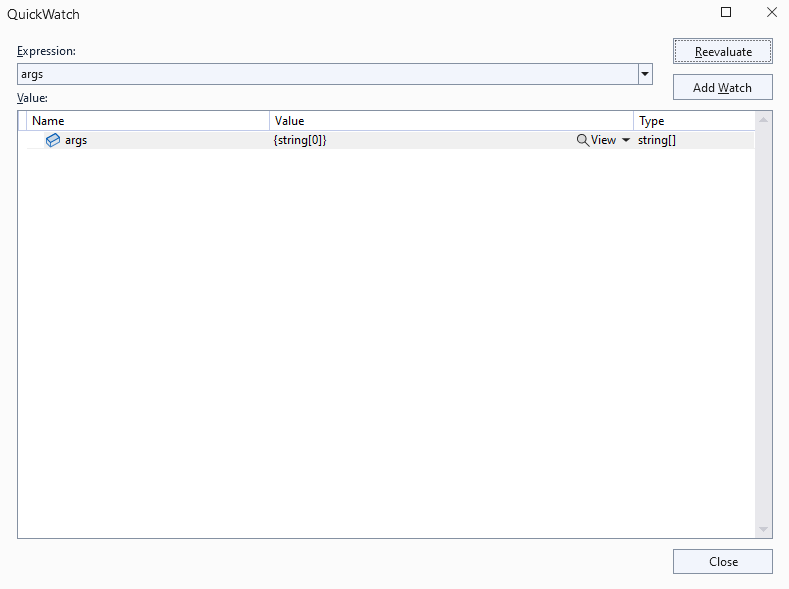 QuickWatch
Expression:
Reevaluate
args
Add Watch
Value:
Name Value Type
args {string[0]} View string[]
Close